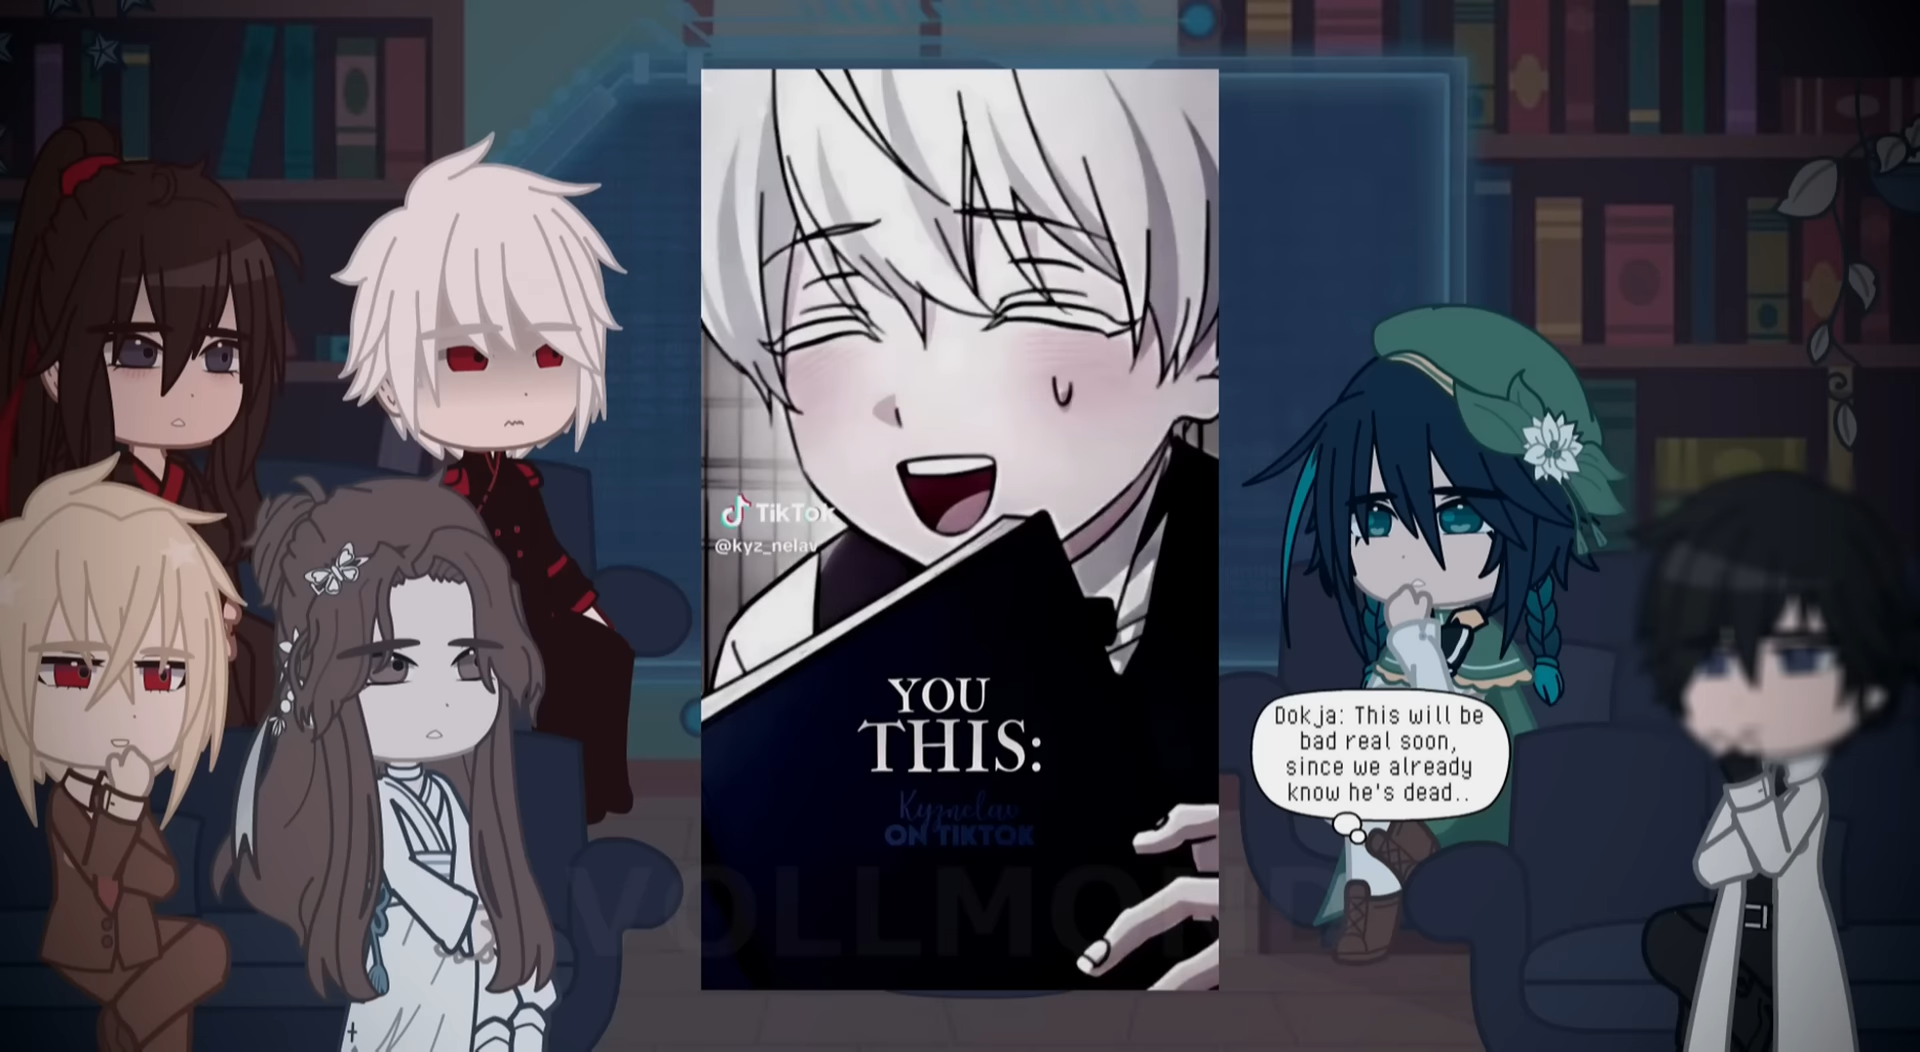 TikTok
@kyz_nelav
YOU
THIS:
Kyznelav
ON TIKTOK
Dokja: This will be
bad real soon,
since we already
know he's dead..
VOLLMOND